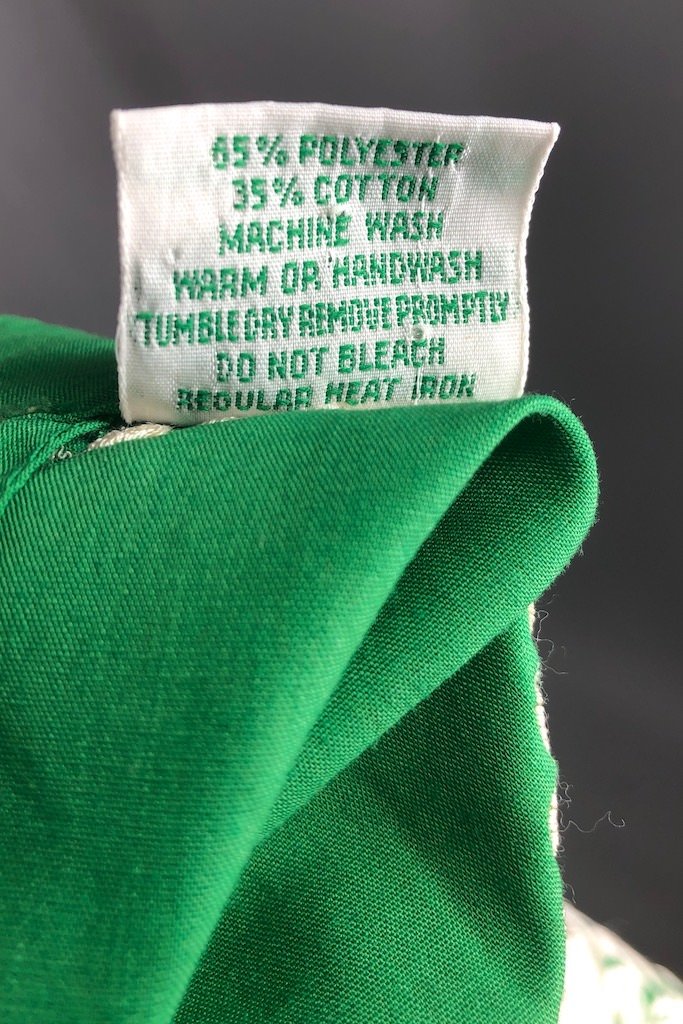 65% POLYESTER
35% COTTON
MACHINE WASH
WARM OR HANDWASH
TUMBLE DRY REMOVE PROMPTLY
DO NOT BLEACH
REGULAR HEAT IRON